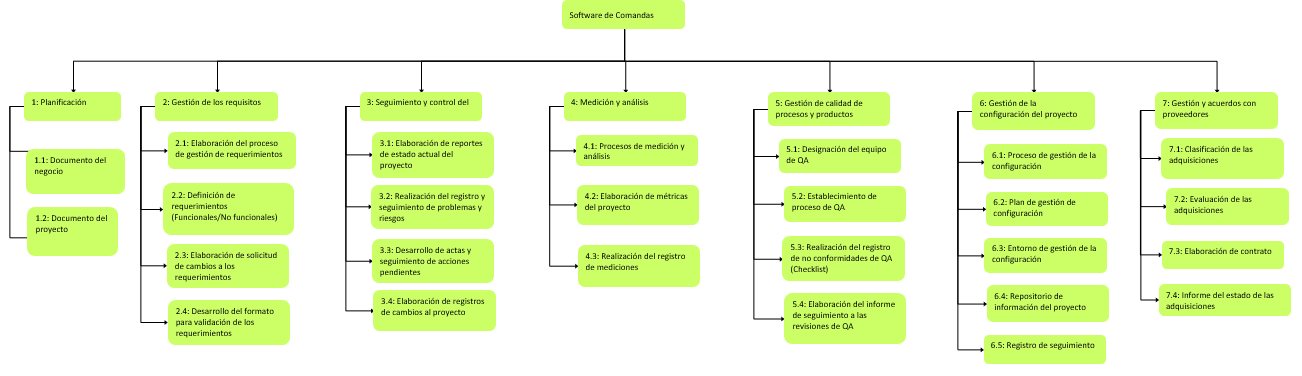 Software de Comandas
1: Planificación
1.1: Documento del
negocio
1.2: Documento del
proyecto
2: Gestión de los requisitos
2.1: Elaboración del proceso
de gestión de requerimientos
2.2: Definición de
requerimientos
(Funcionales/No funcionales)
2.3: Elaboración de solicitud
de cambios a los
requerimientos
2.4: Desarrollo del formato
para validación de los
requerimientos
3: Seguimiento y control del
3.1: Elaboración de reportes
de estado actual del
proyecto
3.2: Realización del registro y
seguimiento de problemas y
riesgos
3.3: Desarrollo de actas y
seguimiento de acciones
pendientes
3.4: Elaboración de registros
de cambios al proyecto
4: Medición y análisis
4.1: Procesos de medición y
análisis
4.2: Elaboración de métricas
del proyecto
4.3: Realización del registro
de mediciones
5: Gestión de calidad de
procesos y productos
5.1: Designación del equipo
de QA
5.2: Establecimiento de
proceso de QA
5.3: Realización del registro
de no conformidades de QA
(Checklist)
5.4: Elaboración del informe
de seguimiento a las
revisiones de QA
6: Gestión de la
configuración del proyecto
6.1: Proceso de gestión de la
configuración
6.2: Plan de gestión de
configuración
6.3: Entorno de gestión de la
configuración
6.4: Repositorio de
información del proyecto
6.5: Registro de seguimiento
7: Gestión y acuerdos con
proveedores
7.1: Clasificación de las
adquisiciones
7.2: Evaluación de las
adquisiciones
7.3: Elaboración de contrato
7.4: Informe del estado de las
adquisiciones